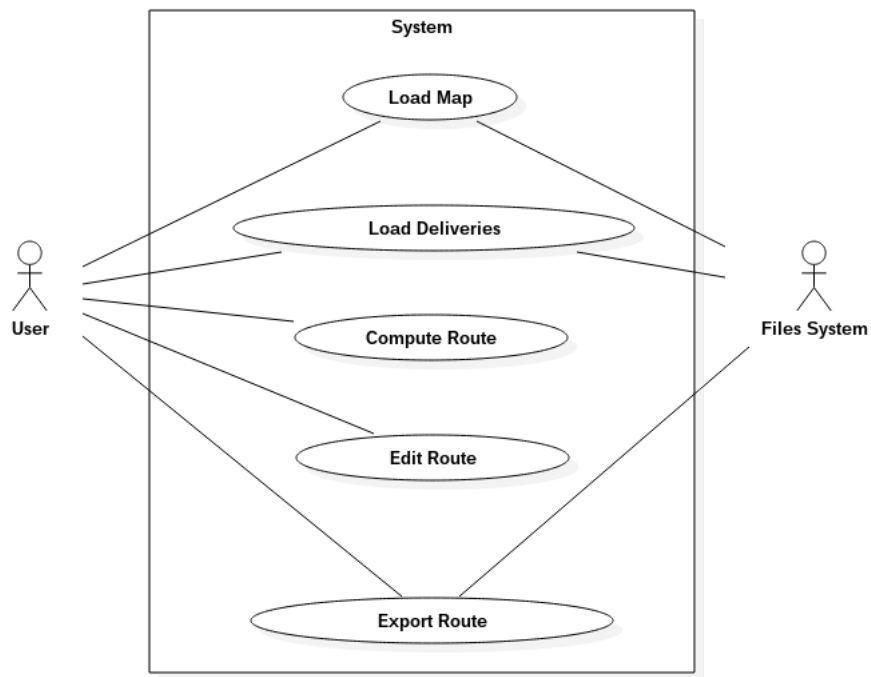 System
Load Map
Load Deliveries
User
Files System
Compute Route
Edit Route
Export Route